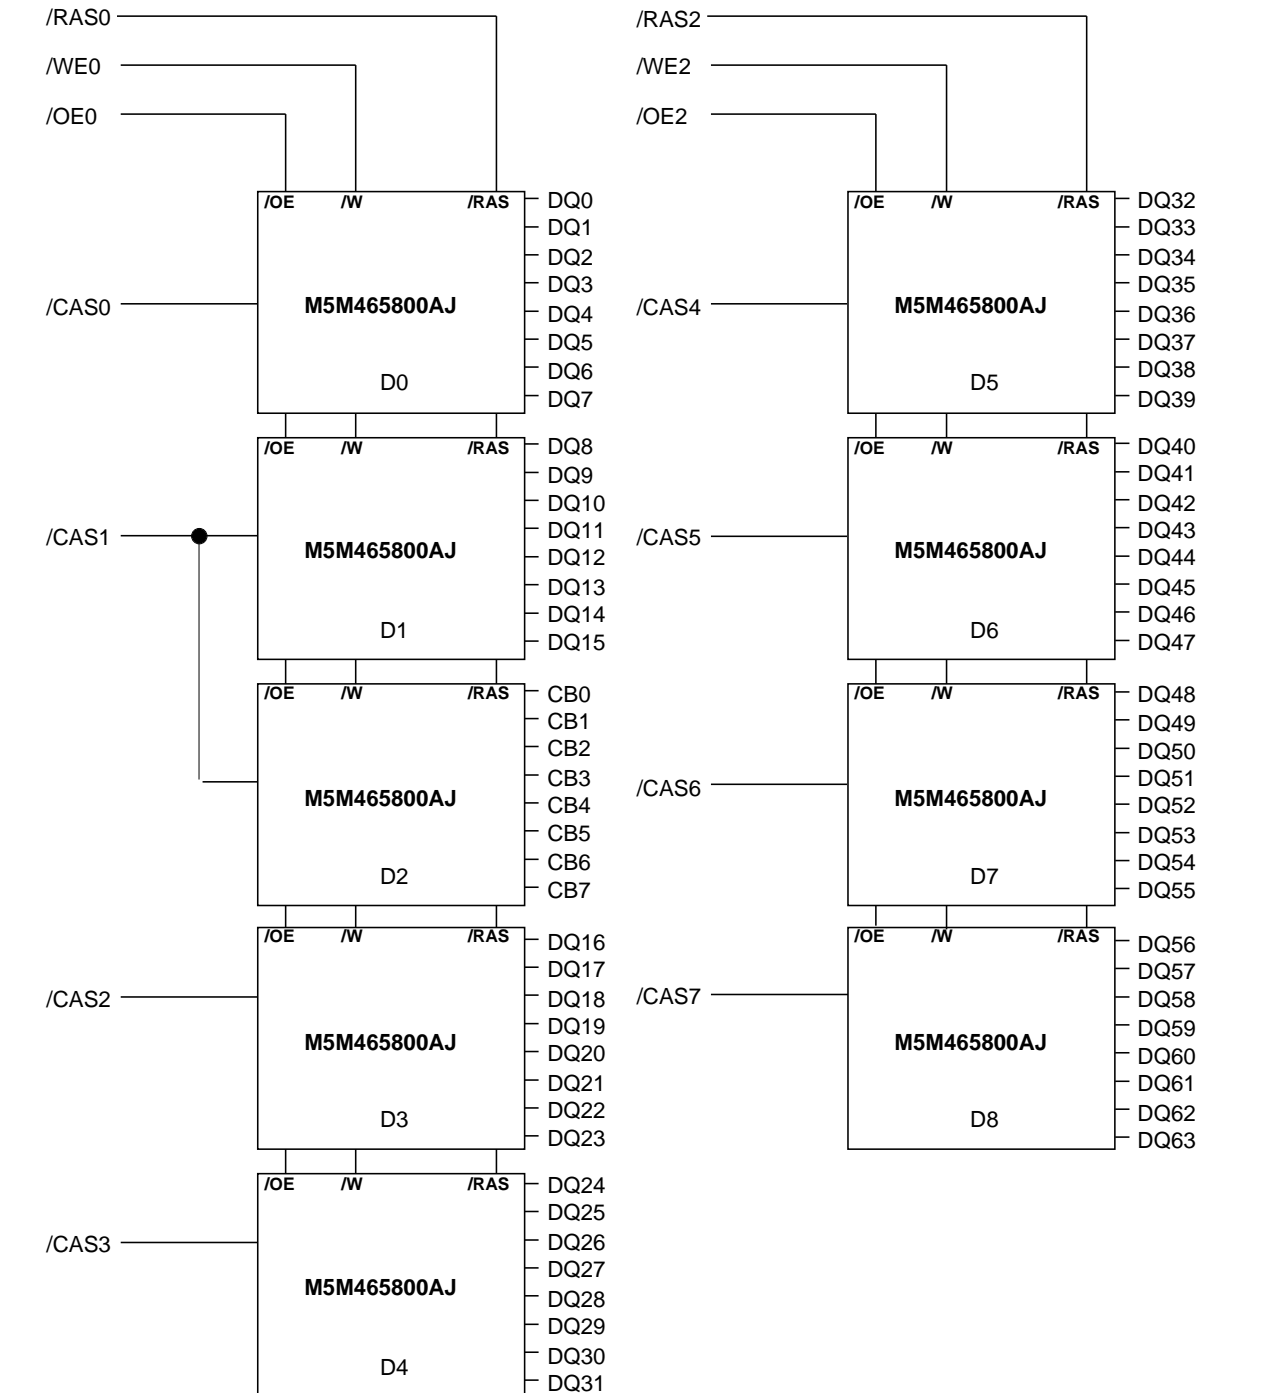 /RAS0
/WE0
/OE0
/OE /W /RAS
/CAS0
M5M465800AJ
D0
DQ0
DQ1
DQ2
DQ3
DQ4
DQ5
DQ6
DQ7
/OE /W /RAS
/CAS1
M5M465800AJ
D1
DQ8
DQ9
DQ10
DQ11
DQ12
DQ13
DQ14
DQ15
/OE /W /RAS
M5M465800AJ
D2
CB0
CB1
CB2
CB3
CB4
CB5
CB6
CB7
/OE /W /RAS
/CAS2
M5M465800AJ
D3
DQ16
DQ17
DQ18
DQ19
DQ20
DQ21
DQ22
DQ23
/OE /W /RAS
/CAS3
M5M465800AJ
D4
DQ24
DQ25
DQ26
DQ27
DQ28
DQ29
DQ30
DQ31
/RAS2
/WE2
/OE2
/OE /W /RAS
/CAS4
M5M465800AJ
D5
DQ32
DQ33
DQ34
DQ35
DQ36
DQ37
DQ38
DQ39
/OE /W /RAS
/CAS5
M5M465800AJ
D6
DQ40
DQ41
DQ42
DQ43
DQ44
DQ45
DQ46
DQ47
/OE /W /RAS
/CAS6
M5M465800AJ
D7
DQ48
DQ49
DQ50
DQ51
DQ52
DQ53
DQ54
DQ55
/OE /W /RAS
/CAS7
M5M465800AJ
D8
DQ56
DQ57
DQ58
DQ59
DQ60
DQ61
DQ62
DQ63